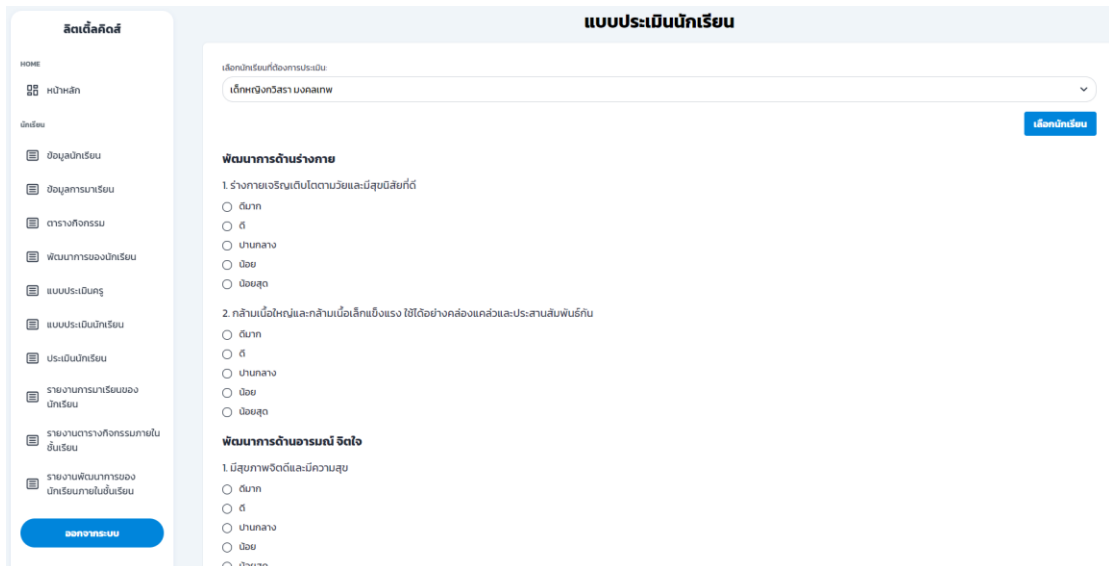 ลิตเติ้ลคิดส์
HOME
หน้าหลัก
นักเรียน
ข้อมูลนักเรียน
ข้อมูลการมาเรียน
ตารางกิจกรรม
พัฒนาการของนักเรียน
แบบประเมินครู
แบบประเมินนักเรียน
ประเมินนักเรียน
รายงานการมาเรียนของ
นักเรียน
รายงานตารางกิจกรรมภายใน
ชั้นเรียน
รายงานพัฒนาการของ
นักเรียนภายในชั้นเรียน
ออกจากระบบ
แบบประเมินนักเรียน
เลือกนักเรียนที่ต้องการประเมิน:
เด็กหญิงกวิสรา มงคลเทพ
เลือกนักเรียน
พัฒนาการด้านร่างกาย
1. ร่างกายเจริญเติบโตตามวัยและมีสุขนิสัยที่ดี
ดีมาก
ดี
ปานกลาง
น้อย
น้อยสุด
2. กล้ามเนื้อใหญ่และกล้ามเนื้อเล็กแข็งแรง ใช้ได้อย่างคล่องแคล่วและประสานสัมพันธ์กัน
ดีมาก
ดี
ปานกลาง
น้อย
น้อยสุด
พัฒนาการด้านอารมณ์ จิตใจ
1. มีสุขภาพจิตดีและมีความสุข
ดีมาก
ดี
ปานกลาง
น้อย
น้อยสุด